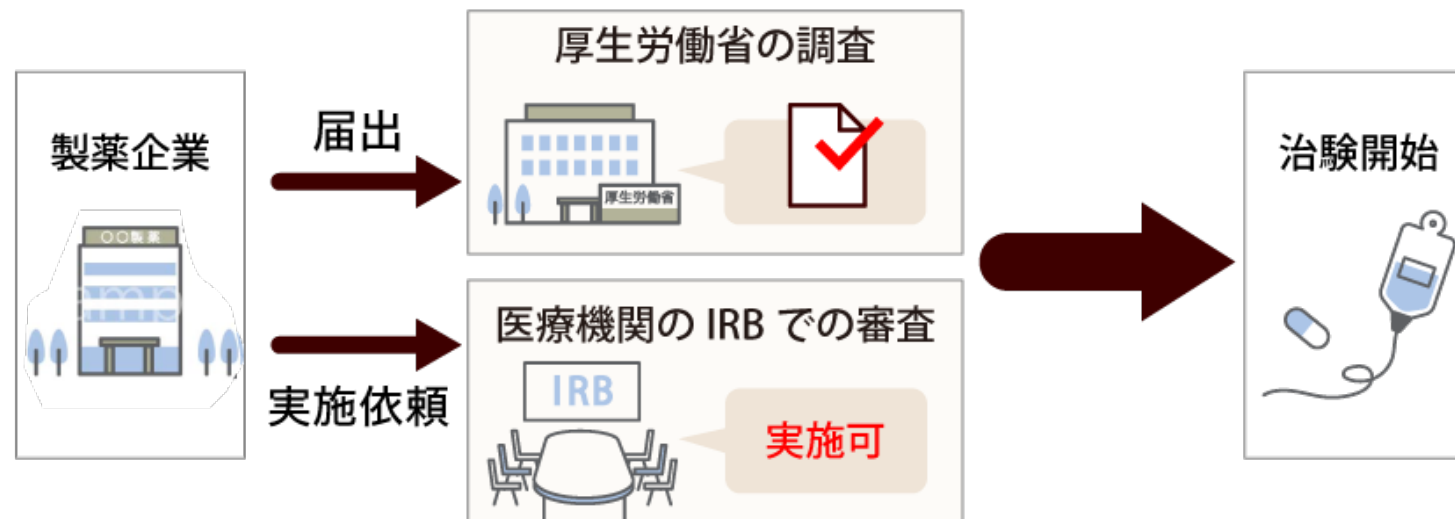 製薬企業
〇〇製薬
届出
実施依頼
厚生労働省の調査
厚生労働省
医療機関の IRB での審査
IRB
実施可
治験開始